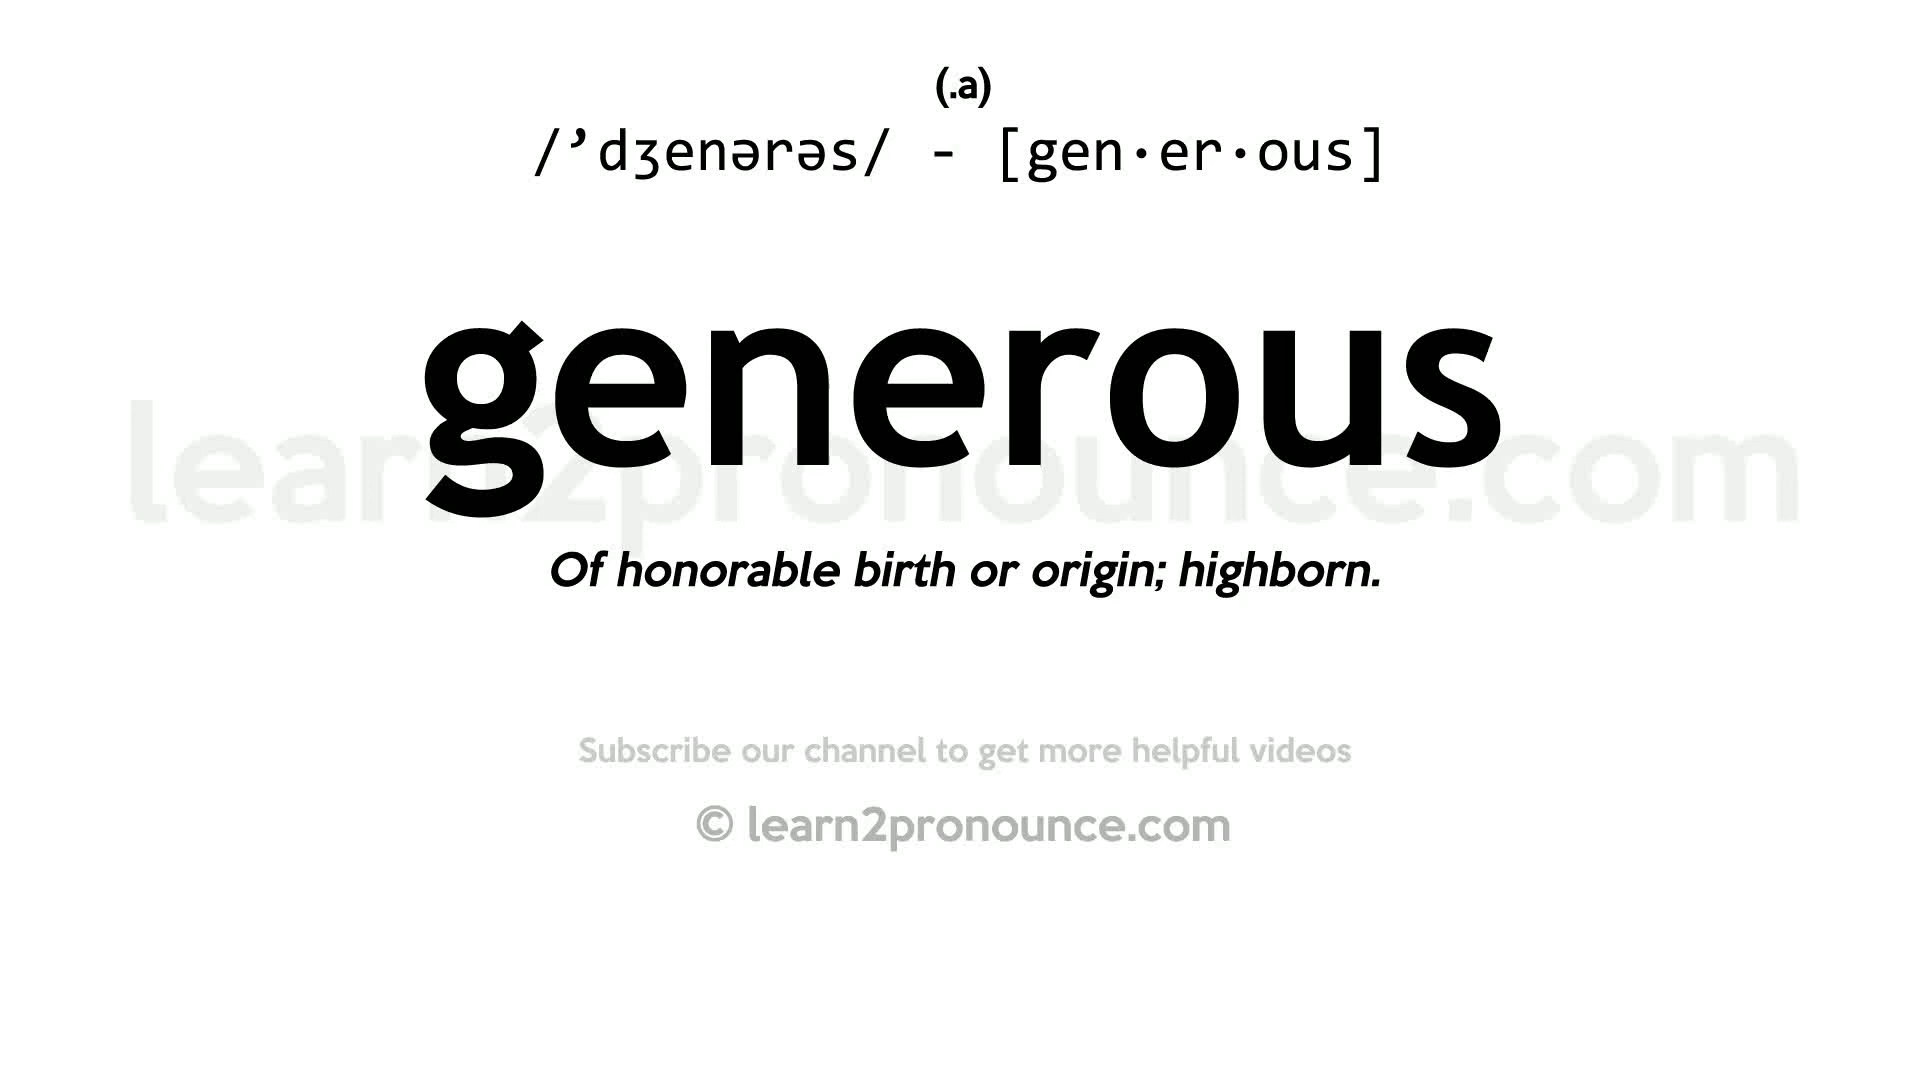 (.a)
/’dʒenərəs/ - [gen·er·ous]
generous
learn2pronounce.com
Of honorable birth or origin; highborn.
Subscribe our channel to get more helpful videos
© learn2pronounce.com